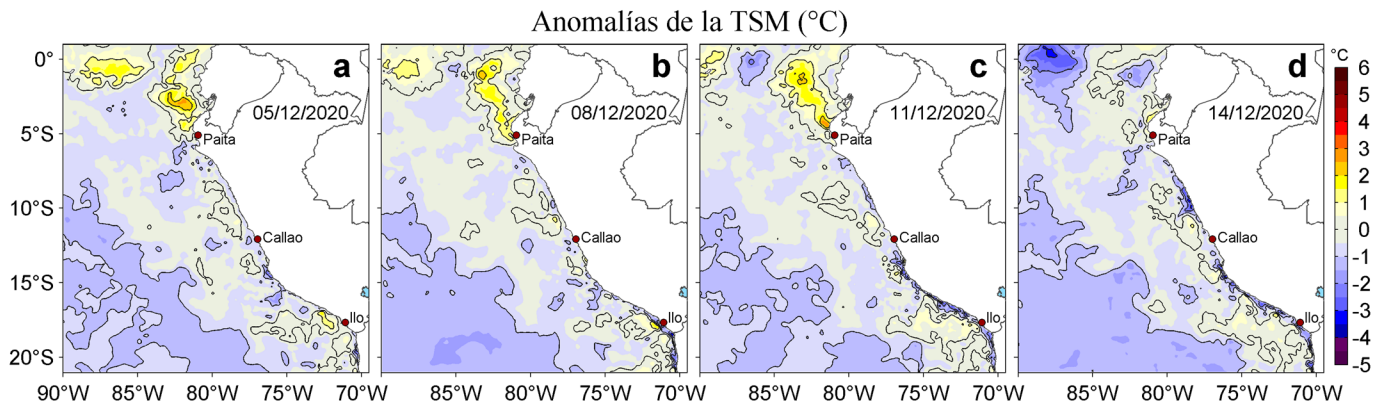 Anomalías de la TSM (°C)
a
05/12/2020
Paita
Callao
Ilo
b
08/12/2020
Paita
Callao
Ilo
c
11/12/2020
Paita
Callao
Ilo
d
14/12/2020
Paita
Callao
Ilo
0°
5°S
10°S
15°S
20°S
90°W 85°W 80°W 75°W 70°W
85°W 80°W 75°W 70°W
85°W 80°W 75°W 70°W
85°W 80°W 75°W 70°W
°C
6
5
4
3
2
1
0
-1
-2
-3
-4
-5